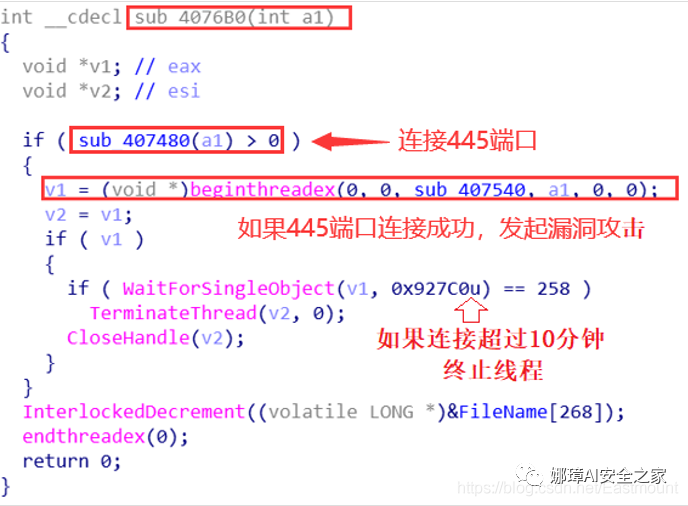 int __cdecl sub_4076B0(int a1)
{
void *v1; // eax
void *v2; // esi
if ( sub_407480(a1) > 0 )
连接445端口
{
v1 = (void *)beginthreadex(0, 0, sub_407540, a1, 0, 0);
v2 = v1;
如果445端口连接成功，发起漏洞攻击
if ( v1 )
{
if ( WaitForSingleObject(v1, 0x927C0u) == 258 )
TerminateThread(v2, 0);
如果连接超过10分钟
CloseHandle(v2);
终止线程
}
}
InterlockedDecrement((volatile LONG *)&FileName[268]);
endthreadex(0);
return 0;
}
娜璋AI安全之家
https://blog.csdn.net/Eastmount